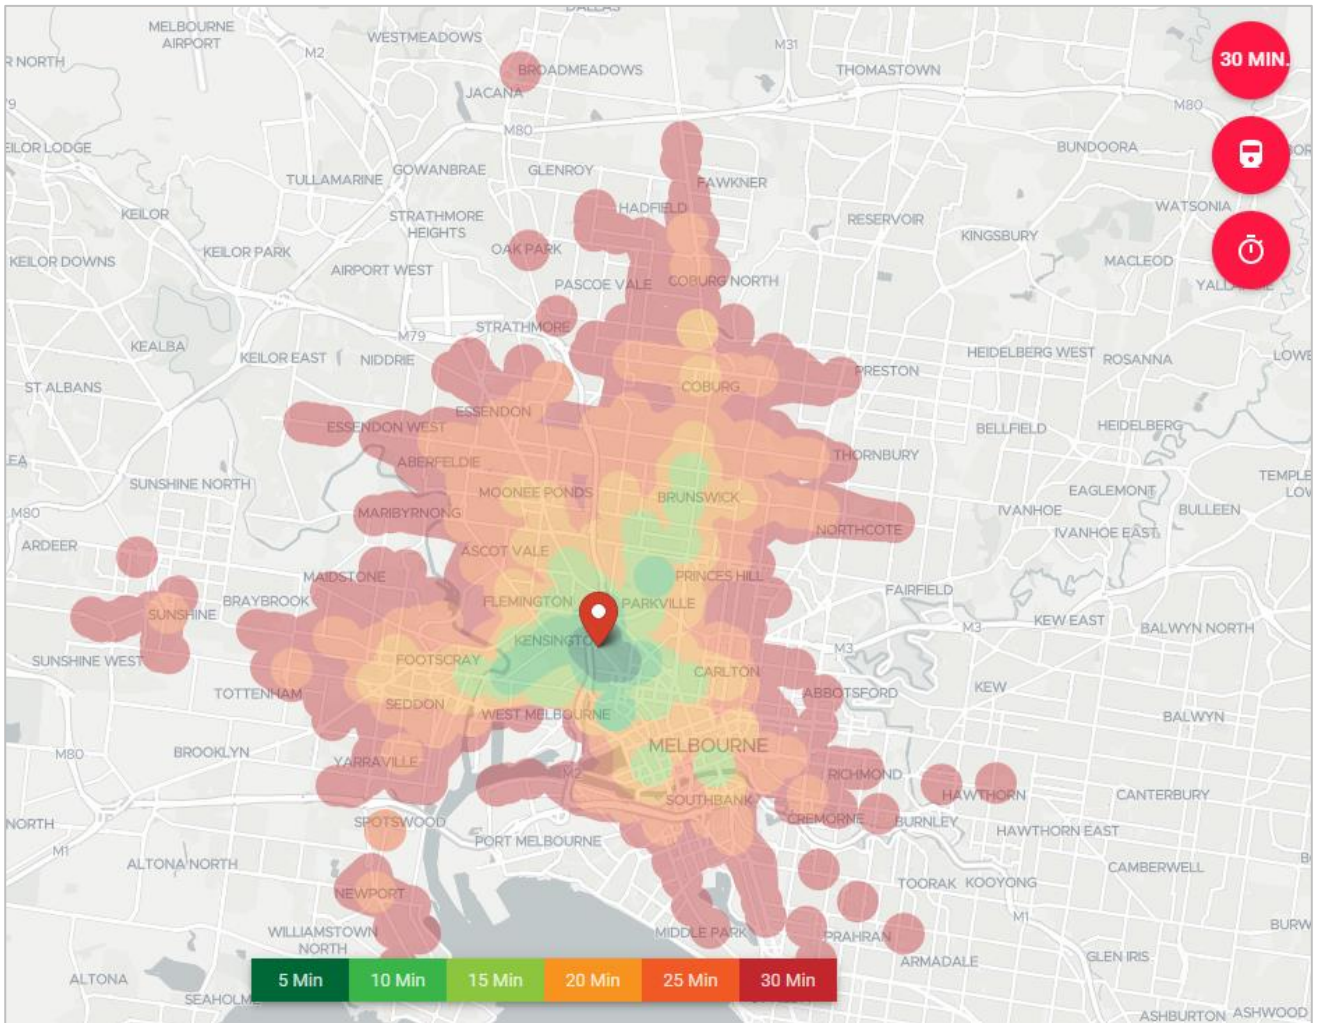 DALLAS
MELBOURNE
AIRPORT
M2
WESTMEADOWS
M31
R NORTH
BROADMEADOWS
THOMASTOWN
30 MIN.
JACANA
M80
M80
EILOR LODGE
GOWANBRAE
GLENROY
BUNDOORA
TULLAMARINE
FAWKNER
KEILOR
STRATHMORE
HEIGHTS
HADFIELD
RESERVOIR
WATSONIA
KINGSBURY
KEILOR PARK
OAK PARK
KEILOR DOWNS
AIRPORT WEST
MACLEOD
PASCOE VALE
COBURG NORTH
STRATHMORE
M79
KEALBA
KEILOR EAST
NIDDRIE
HEIDELBERG WEST
ROSANNA
LOWE
ST ALBANS
COBURG
PRESTON
ESSENDON
ESSENDON WEST
BELLFIELD
HEIDELBERG
ABERFELDIE
THORNBURY
SUNSHINE NORTH
MOONEE PONDS
BRUNSWICK
EAGLEMONT
TEMPLE
M80
MARIBYRNONG
NORTHCOTE
IVANHOE
BULLEEN
IVANHOE EAST
ARDEER
ASCOT VALE
MAIDSTONE
PRINCES HILL
FAIRFIELD
BRAYBROOK
FLEMINGTON
PARKVILLE
SUNSHINE
KEW EAST
M3
BALWYN NORTH
KENSINGTO
M3
SUNSHINE WEST
FOOTSCRAY
CARLTON
TOTTENHAM
ABBOTSFORD
KEW
SEDDON
WEST MELBOURNE
BALWYN
M80
BROOKLYN
MELBOURNE
YARRAVILLE
M2
RICHMOND
HAWTHORN
CANTERBURY
SOUTHBANK
NORTH
SPOTSWOOD
CREMORNE
BURNLEY
HAWTHORN EAST
PORT MELBOURNE
M1
ALTONA NORTH
CAMBERWELL
NEWPORT
TOORAK
KOOYONG
M1
WILLIAMSTOWN
NORTH
MIDDLE PARK
PRAHRAN
BURW
ARMADALE
GLEN IRIS
ALTONA
5 Min
10 Min
15 Min
20 Min
25 Min
30 Min
SEAHOLM
ASHBURTON
ASHWOOD